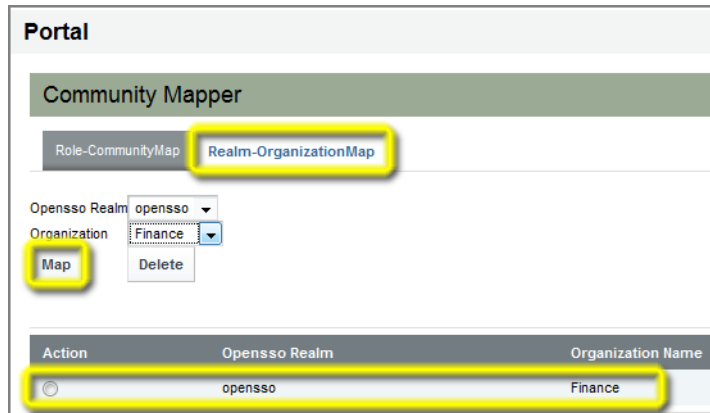 Portal
Community Mapper
Role-CommunityMap Realm-OrganizationMap
Opensso Realm opensso
Organization Finance
Map Delete
Action Opensso Realm Organization Name
opensso Finance